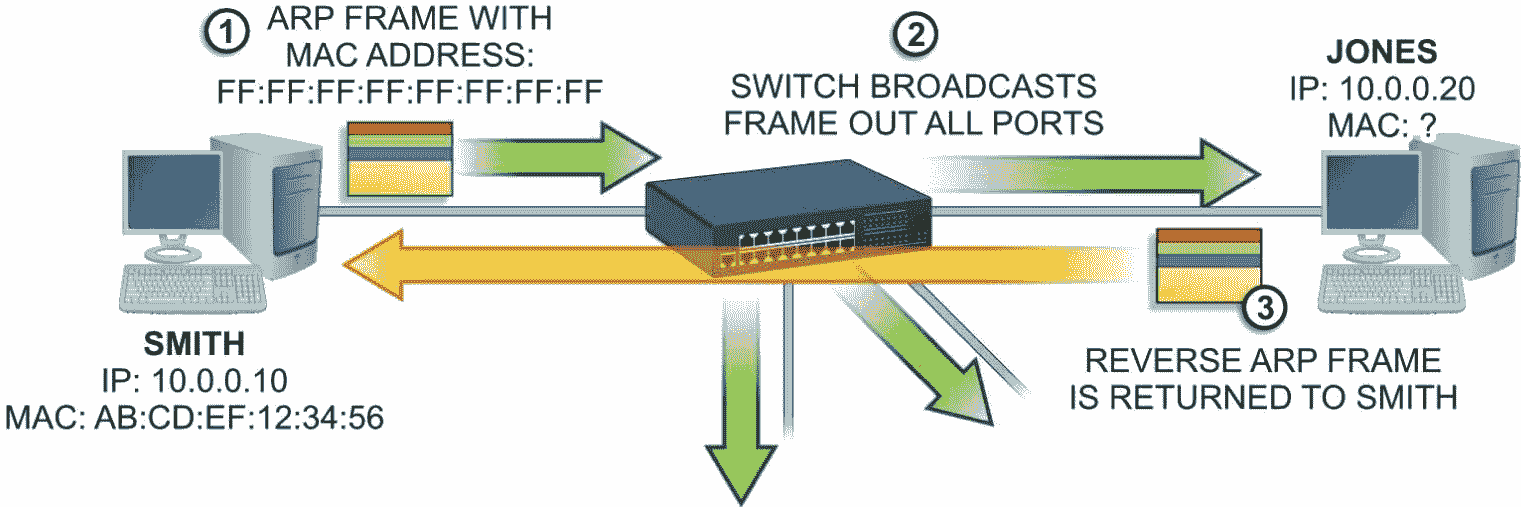 1
ARP FRAME WITH
MAC ADDRESS:
FF:FF:FF:FF:FF:FF:FF:FF
2
SWITCH BROADCASTS
FRAME OUT ALL PORTS
JONES
IP: 10.0.0.20
MAC: ?
SMITH
IP: 10.0.0.10
MAC: AB:CD:EF:12:34:56
3
REVERSE ARP FRAME
IS RETURNED TO SMITH